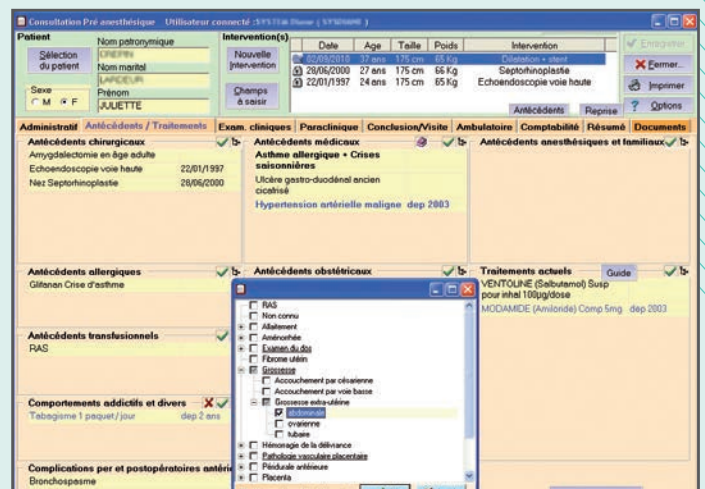 Consultation Pré anesthésique Utilisateur connecté :
Patient
Sélection du patient
Nom patronymique
Nom marital
Prénom
JUILETTE
Sexe
M F
Intervention(s)
Nouvelle Intervention
Champs à saisir
Date Age Taille Poids Intervention
02/09/2010 37 ans 175 cm 65 Kg Dilatation + stent
28/06/2000 27 ans 175 cm 66 Kg Septorhinoplastie
22/01/1997 24 ans 175 cm 65 Kg Echoendoscopie voie haute
Antécédents Reprise
Enregistrer
Fermer...
Imprimer
Options
Administratif Antécédents / Traitements Exam. cliniques Paraclinique Conclusion/Visite Ambulatoire Comptabilité Résumé Documents
Antécédents chirurgicaux
Amygdalectomie en âge adulte
Echoendoscopie voie haute 22/01/1997
Nez Septorhinoplastie 28/06/2000
Antécédents médicaux
Asthme allergique + Crises
saisonnières
Ulcère gastro-duodénal ancien
cicatrisé
Hypertension artérielle maligne dep 2003
Antécédents anesthésiques et familiaux
Antécédents allergiques
Glifanan Crise d'asthme
Antécédents obstétricaux
Traitements actuels
Guide
VENTOLINE (Salbutamol) Susp
pour inhal 100µg/dose
MODAMIDE (Amiloride) Comp 5mg dep 2003
Antécédents transfusionnels
RAS
Comportements addictifs et divers
Tabagisme 1 paquet/jour dep 2 ans
Complications per et postopératoires antéri
Bronchospasme
RAS
Non connu
Allaitement
Aménorrhée
Examen du dos
Fibrome utérin
Grossesse
Accouchement par césarienne
Accouchement par voie basse
Grossesse extra-utérine
abdominale
ovarienne
tubaire
Hémorragie de la délivrance
Pathologie vasculaire placentaire
Péridurale antérieure
Placenta